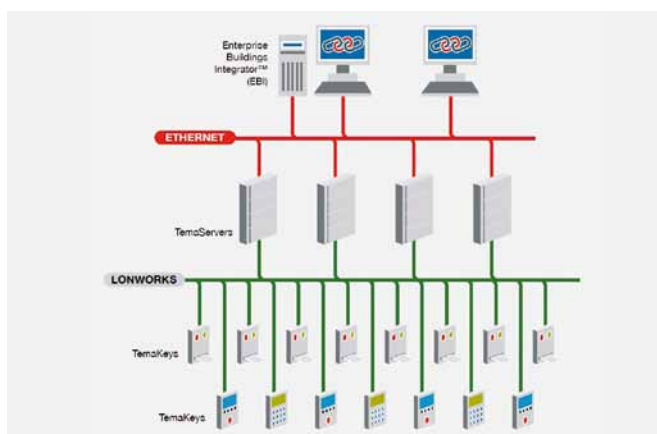 Enterprise
Buildings
Integrator™
(EBI)
ETHERNET
TemaServers
LONWORKS
TemaKeys
TemaKeys